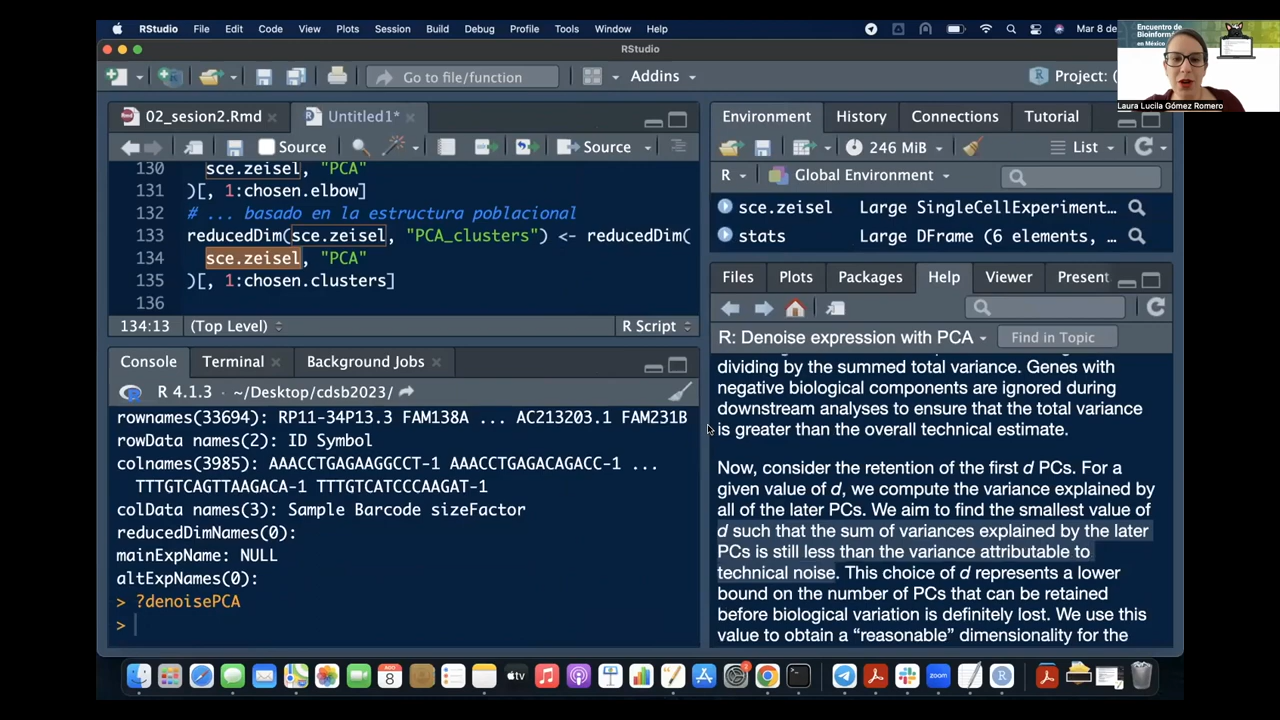 RStudio File Edit Code View Plots Session Build Debug Profile Tools Window Help Mar 8 de
Encuentro de
Bioinformá
en México
Laura Lucila Gómez Romero
RStudio
Go to file/function Addins Project: (
02_sesion2.Rmd Untitled1*
Source Source
130 sce.zeisel, "PCA"
131 )[, 1:chosen.elbow]
132 # ... basado en la estructura poblacional
133 reducedDim(sce.zeisel, "PCA_clusters") <- reducedDim(
134 sce.zeisel, "PCA"
135 )[, 1:chosen.clusters]
136
134:13 (Top Level) R Script
Console Terminal Background Jobs
R 4.1.3 · ~/Desktop/cdsb2023/
rownames(33694): RP11-34P13.3 FAM138A ... AC213203.1 FAM231B
rowData names(2): ID Symbol
colnames(3985): AAACCTGAGAAGGCCT-1 AAACCTGAGACAGACC-1 ...
TTTGTCAGTTAAGACA-1 TTTGTCATCCCAAGAT-1
colData names(3): Sample Barcode sizeFactor
reducedDimNames(0):
mainExpName: NULL
altExpNames(0):
> ?denoisePCA
>
Environment History Connections Tutorial
246 MiB List
R Global Environment
sce.zeisel Large SingleCellExperiment…
stats Large DFrame (6 elements, …
Files Plots Packages Help Viewer Present
R: Denoise expression with PCA Find in Topic
dividing by the summed total variance. Genes with
negative biological components are ignored during
downstream analyses to ensure that the total variance
is greater than the overall technical estimate.
Now, consider the retention of the first d PCs. For a
given value of d, we compute the variance explained by
all of the later PCs. We aim to find the smallest value of
d such that the sum of variances explained by the later
PCs is still less than the variance attributable to
technical noise. This choice of d represents a lower
bound on the number of PCs that can be retained
before biological variation is definitely lost. We use this
value to obtain a “reasonable” dimensionality for the
AGO
8
tv
zoom